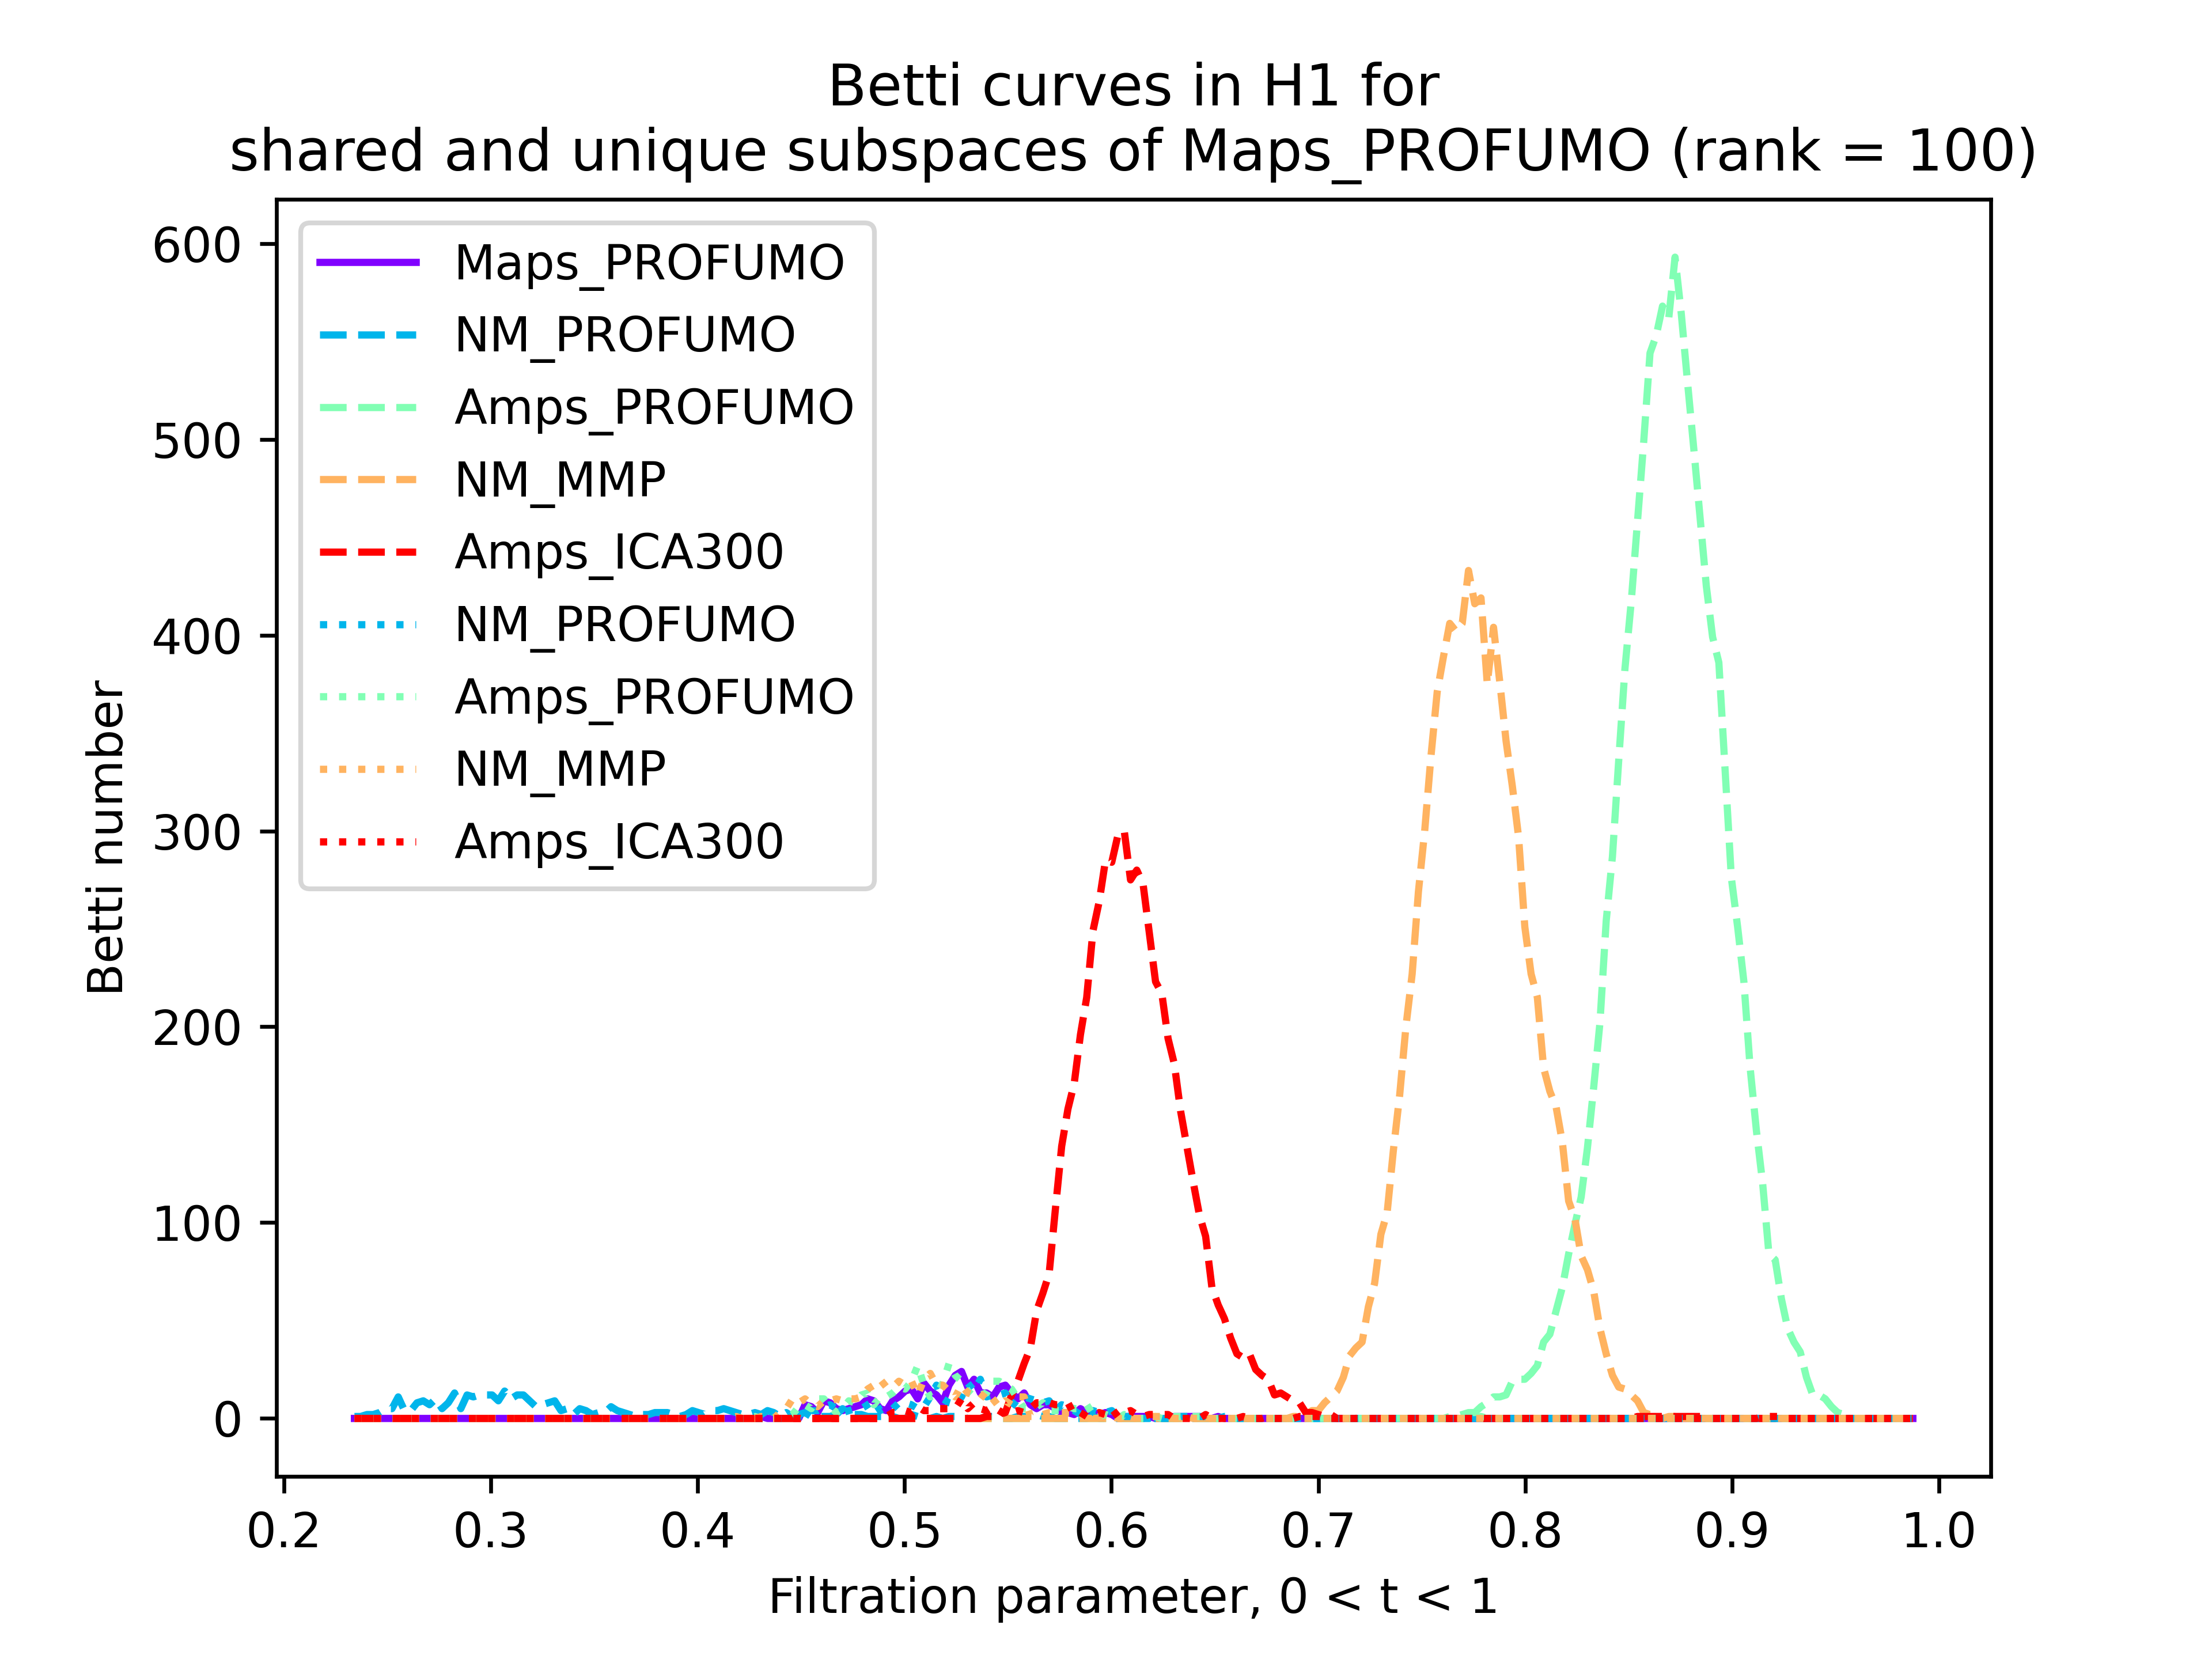 Betti curves in H1 for
shared and unique subspaces of Maps_PROFUMO (rank = 100)
600
500
400
300
200
100
0
Betti number
Maps_PROFUMO
NM_PROFUMO
Amps_PROFUMO
NM_MMP
Amps_ICA300
NM_PROFUMO
Amps_PROFUMO
NM_MMP
Amps_ICA300
0.2 0.3 0.4 0.5 0.6 0.7 0.8 0.9 1.0
Filtration parameter, 0 < t < 1